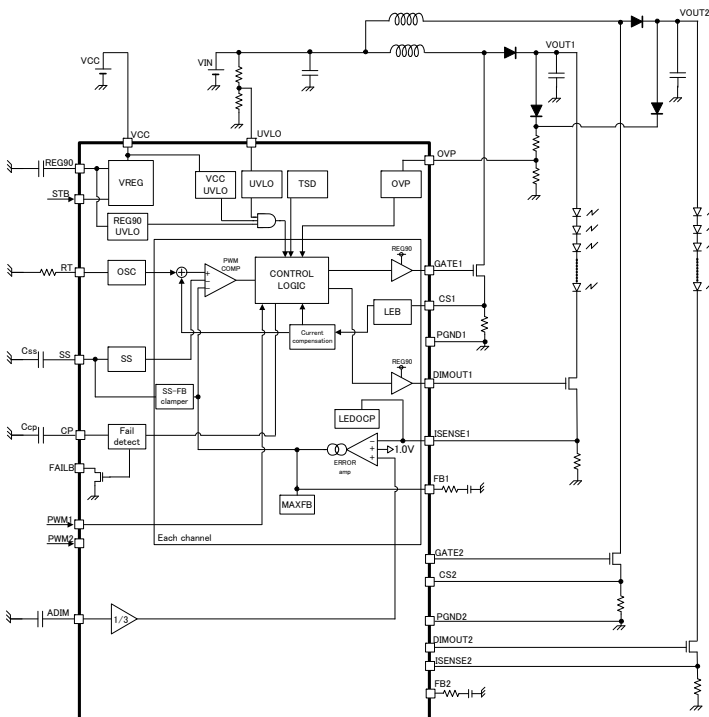 VOUT2
VOUT1
VIN
VCC
VCC
UVLO
REG90
OVP
VREG
VCC
UVLO
UVLO
TSD
OVP
STB
REG90
UVLO
REG90
PWM
COMP
RT
OSC
CONTROL
LOGIC
GATE1
LEB
CS1
Current
compensation
PGND1
Css
SS
SS
REG90
SS-FB
clamper
DIMOUT1
LEDOCP
Ccp
CP
Fail
detect
ISENSE1
1.0V
ERROR
amp
FAILB
FB1
MAXFB
PWM1
Each channel
PWM2
GATE2
CS2
ADIM
1/3
PGND2
DIMOUT2
ISENSE2
FB2
+
−
−
−
+
+